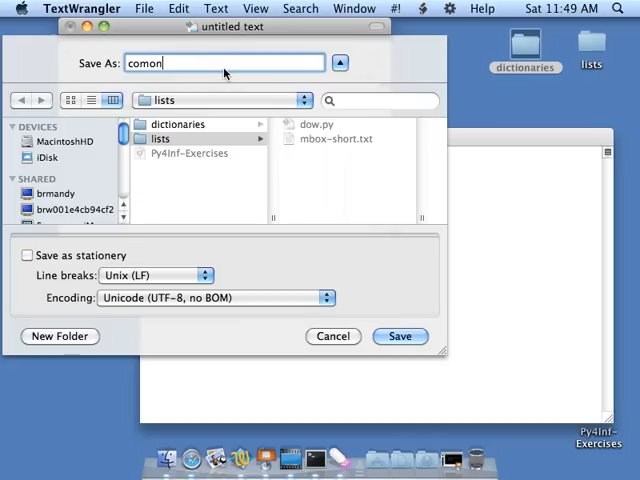 TextWrangler File Edit Text View Search Window #! Help Sat 11:49 AM
untitled text
Save As: comon
lists
DEVICES
MacintoshHD
iDisk
SHARED
brmandy
brw001e4cb94cf2
dictionaries
lists
Py4Inf-Exercises
dow.py
mbox-short.txt
Save as stationery
Line breaks: Unix (LF)
Encoding: Unicode (UTF-8, no BOM)
New Folder Cancel Save
dictionaries
lists
Py4Inf-
Exercises